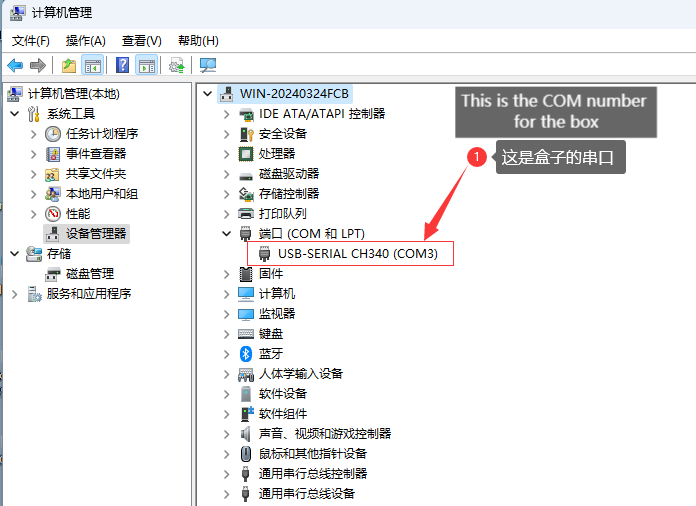 计算机管理
文件(F) 操作(A) 查看(V) 帮助(H)
计算机管理(本地)
系统工具
任务计划程序
事件查看器
共享文件夹
本地用户和组
性能
设备管理器
存储
磁盘管理
服务和应用程序
WIN-20240324FCB
IDE ATA/ATAPI 控制器
安全设备
处理器
磁盘驱动器
存储控制器
打印队列
端口 (COM 和 LPT)
USB-SERIAL CH340 (COM3)
固件
计算机
监视器
键盘
蓝牙
人体学输入设备
软件设备
软件组件
声音、视频和游戏控制器
鼠标和其他指针设备
通用串行总线控制器
通用串行总线设备
This is the COM number
for the box
1 这是盒子的串口